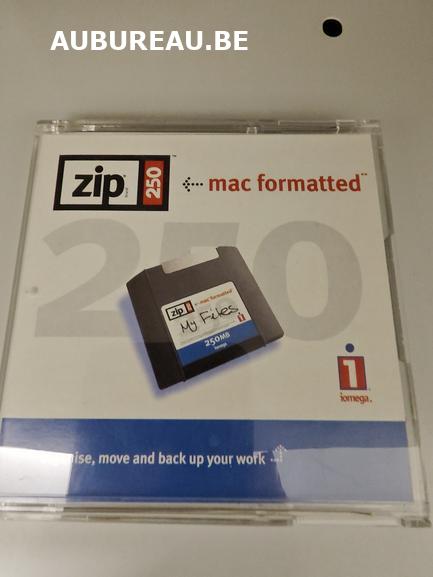 AUBUREAU.BE
250
zip 250 ™
mac formatted
zip mac formatted
My Files
250MB
iomega
i
iomega.
move and back up your work